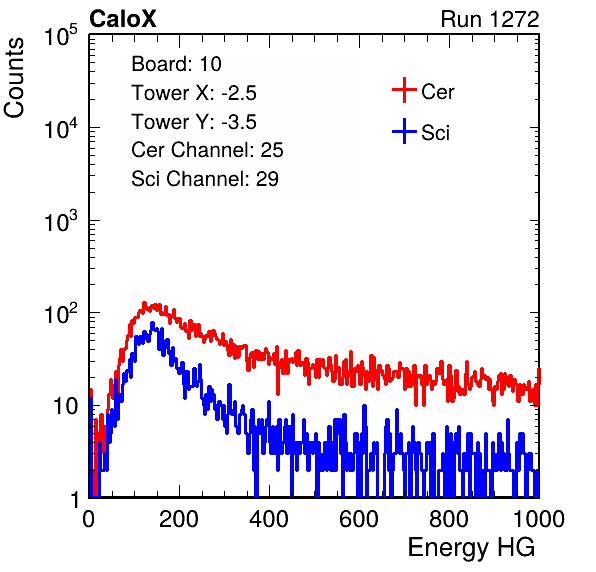 CaloX Run 1272
Counts
Board: 10
Tower X: -2.5
Tower Y: -3.5
Cer Channel: 25
Sci Channel: 29
Cer
Sci
10^5
10^4
10^3
10^2
10
1
0 200 400 600 800 1000
Energy HG